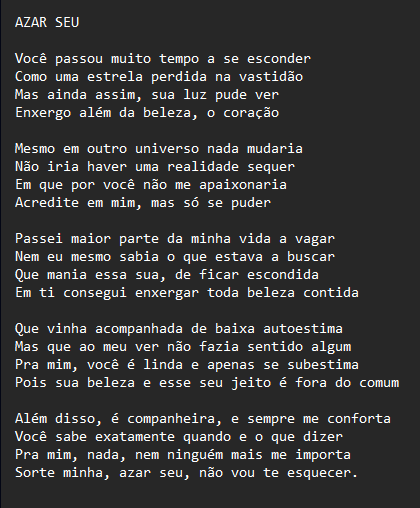 AZAR SEU

Você passou muito tempo a se esconder
Como uma estrela perdida na vastidão
Mas ainda assim, sua luz pude ver
Enxergo além da beleza, o coração

Mesmo em outro universo nada mudaria
Não iria haver uma realidade sequer
Em que por você não me apaixonaria
Acredite em mim, mas só se puder

Passei maior parte da minha vida a vagar
Nem eu mesmo sabia o que estava a buscar
Que mania essa sua, de ficar escondida
Em ti consegui enxergar toda beleza contida

Que vinha acompanhada de baixa autoestima
Mas que ao meu ver não fazia sentido algum
Pra mim, você é linda e apenas se subestima
Pois sua beleza e esse seu jeito é fora do comum

Além disso, é companheira, e sempre me conforta
Você sabe exatamente quando e o que dizer
Pra mim, nada, nem ninguém mais me importa
Sorte minha, azar seu, não vou te esquecer.